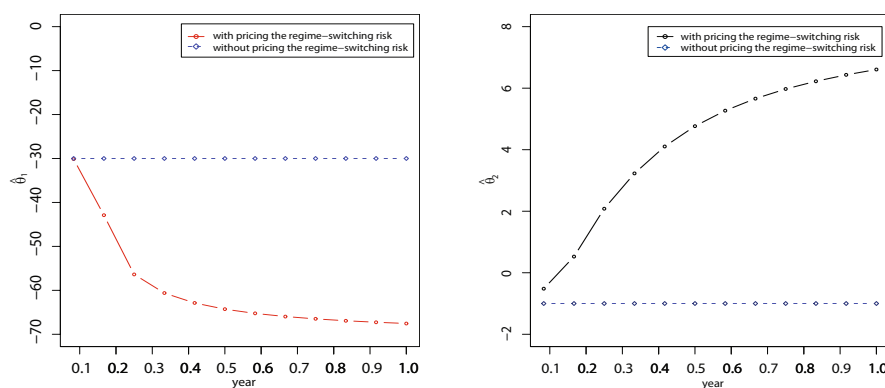 with pricing the regime−switching risk
without pricing the regime−switching risk
0
−10
−20
−30
−40
−50
−60
−70
θ̂₁
0.1 0.2 0.3 0.4 0.5 0.6 0.7 0.8 0.9 1.0
year
with pricing the regime−switching risk
without pricing the regime−switching risk
8
6
4
2
0
−2
θ̂₂
0.1 0.2 0.3 0.4 0.5 0.6 0.7 0.8 0.9 1.0
year